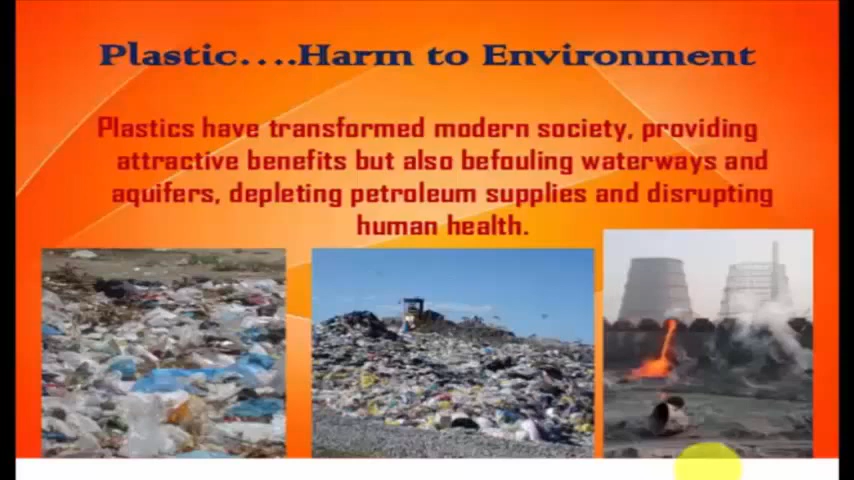 Plastic....Harm to Environment
Plastics have transformed modern society, providing
attractive benefits but also befouling waterways and
aquifers, depleting petroleum supplies and disrupting
human health.